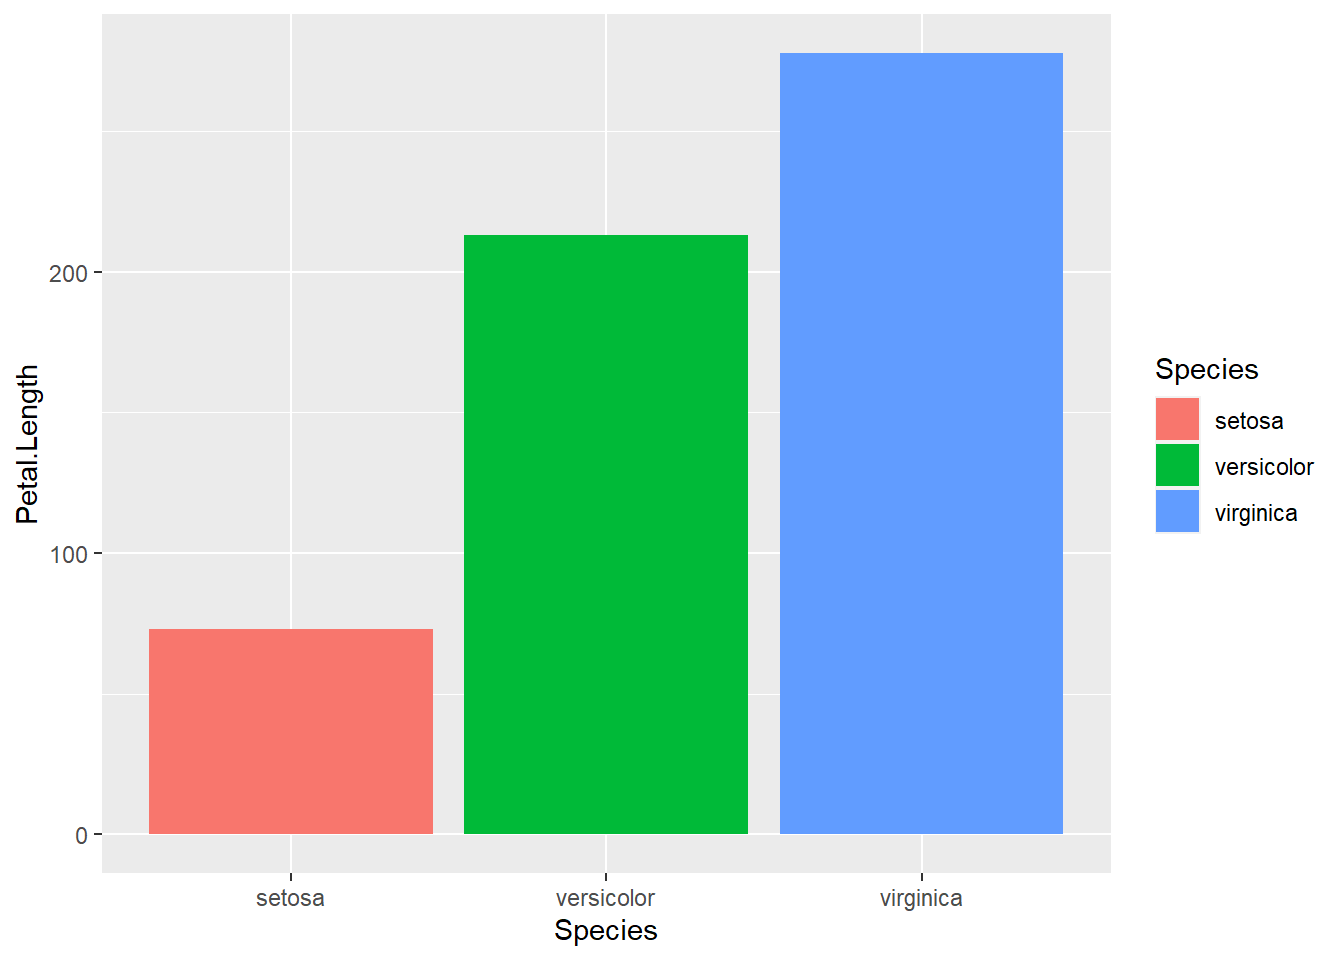 Petal.Length
200
100
0
setosa
versicolor
virginica
Species
Species
setosa
versicolor
virginica